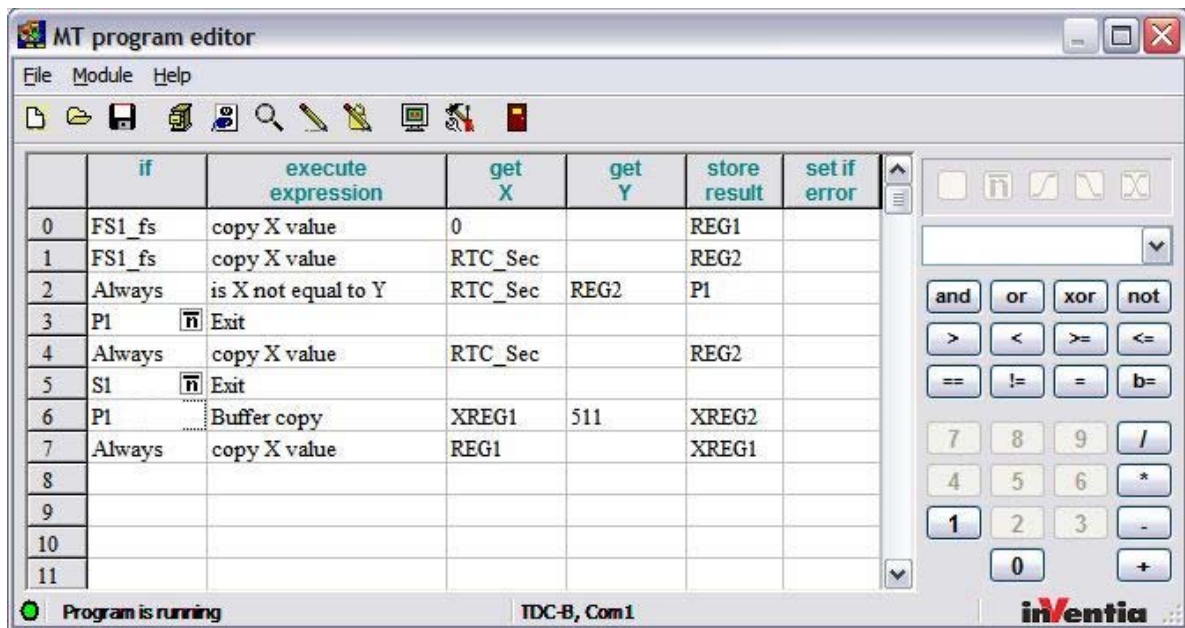 MT program editor
File Module Help
if execute expression get X get Y store result set if error
0 FS1_fs copy X value 0 REG1
1 FS1_fs copy X value RTC_Sec REG2
2 Always is X not equal to Y RTC_Sec REG2 P1
3 P1 n Exit
4 Always copy X value RTC_Sec REG2
5 S1 n Exit
6 P1 Buffer copy XREG1 511 XREG2
7 Always copy X value REG1 XREG1
8
9
10
11
n
and or xor not
> < >= <=
== != = b=
7 8 9 /
4 5 6 *
1 2 3 -
0 +
Program is running TDC-B, Com1 inVentia